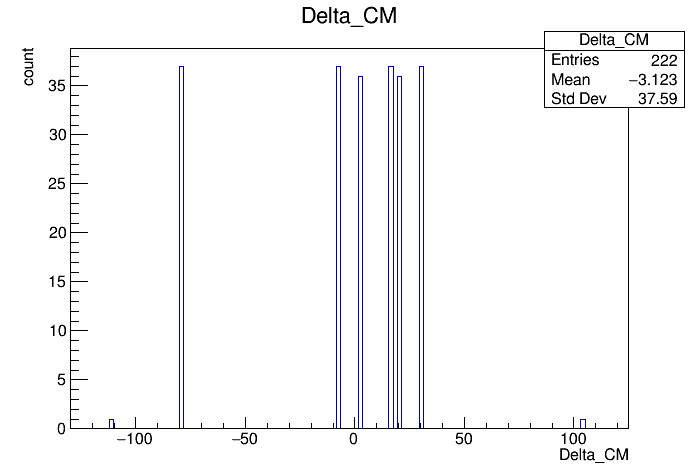 Delta_CM
Delta_CM
Entries 222
Mean −3.123
Std Dev 37.59
count
35
30
25
20
15
10
5
0
−100 −50 0 50 100
Delta_CM